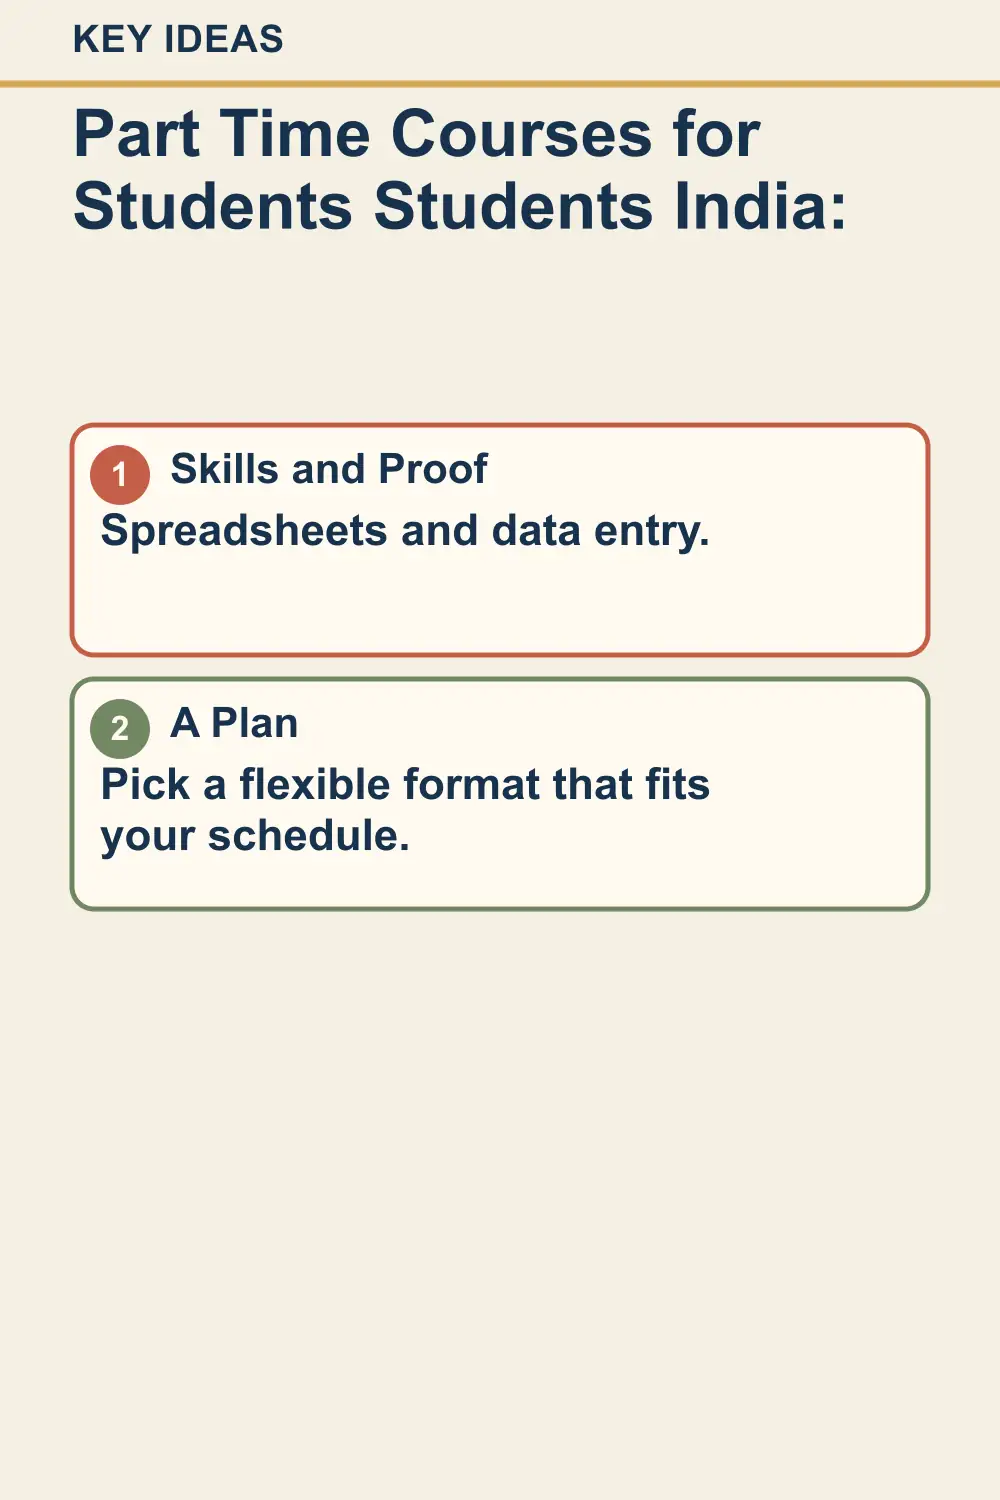 KEY IDEAS
Part Time Courses for
Students Students India:
1 Skills and Proof
Spreadsheets and data entry.
2 A Plan
Pick a flexible format that fits
your schedule.